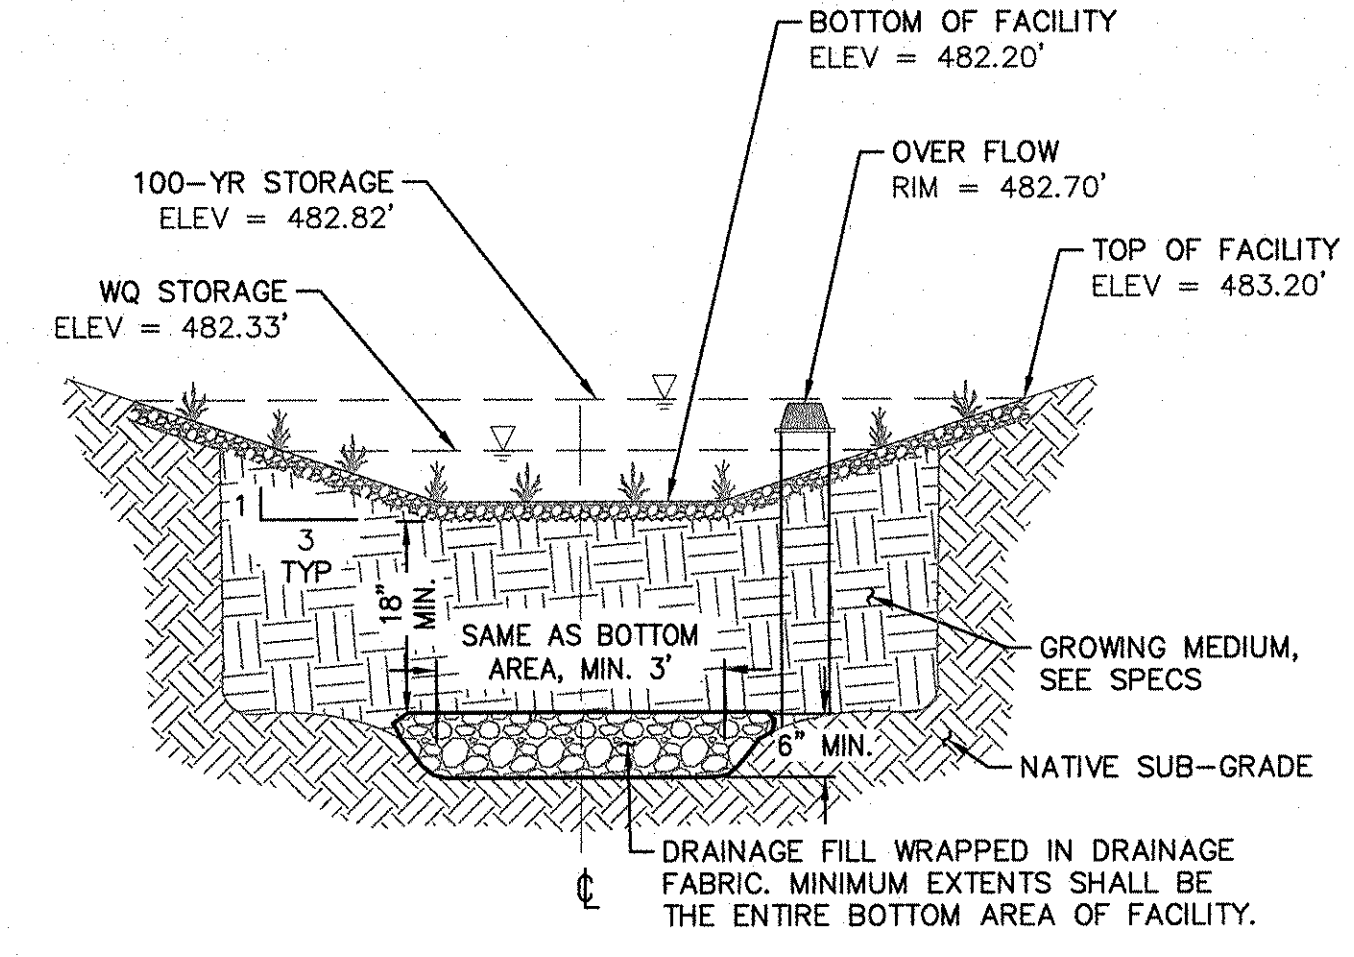 BOTTOM OF FACILITY
ELEV = 482.20'
OVER FLOW
RIM = 482.70'
100-YR STORAGE
ELEV = 482.82'
TOP OF FACILITY
ELEV = 483.20'
WQ STORAGE
ELEV = 482.33'
1
3
TYP
18" MIN.
SAME AS BOTTOM
AREA, MIN. 3'
GROWING MEDIUM,
SEE SPECS
6" MIN.
NATIVE SUB-GRADE
DRAINAGE FILL WRAPPED IN DRAINAGE
FABRIC. MINIMUM EXTENTS SHALL BE
THE ENTIRE BOTTOM AREA OF FACILITY.
℄